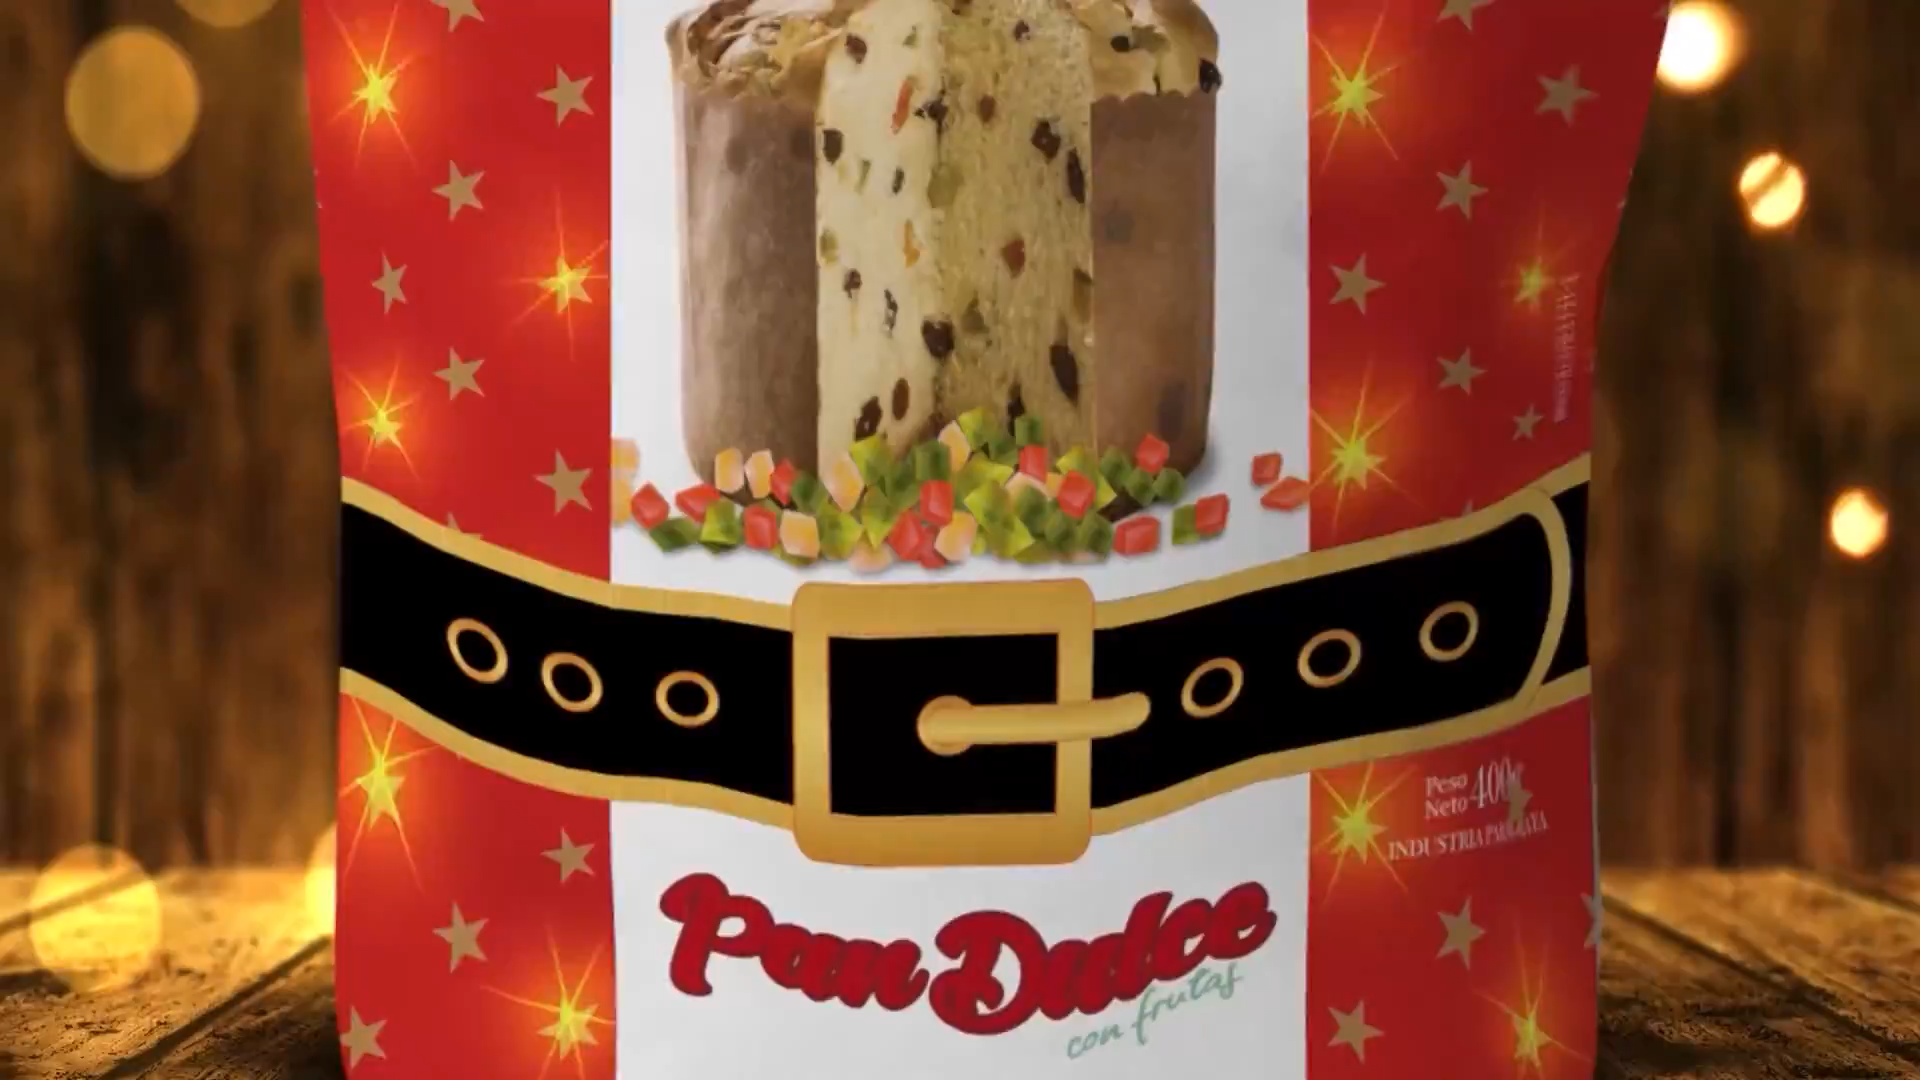 Peso
Neto 400g
INDUSTRIA PARAGUAYA
Pan Dulce
con frutas